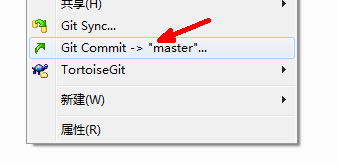 共享(H)
Git Sync...
Git Commit -> "master"...
TortoiseGit
新建(W)
属性(R)